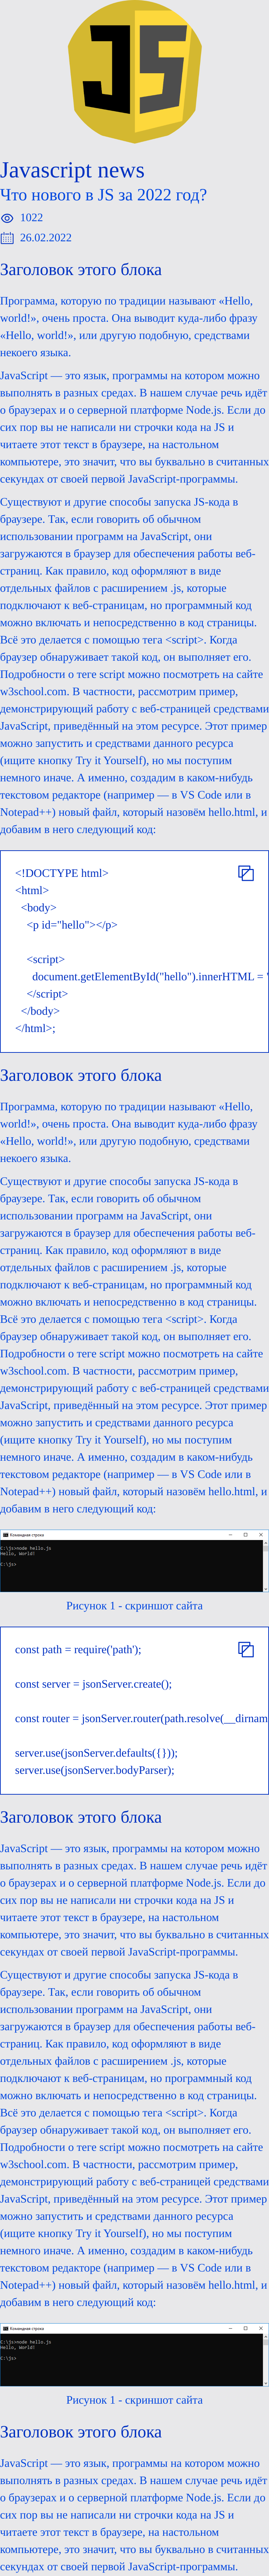 JS
Javascript news
Что нового в JS за 2022 год?
1022
26.02.2022
Заголовок этого блока
Программа, которую по традиции называют «Hello,
world!», очень проста. Она выводит куда-либо фразу
«Hello, world!», или другую подобную, средствами
некоего языка.
JavaScript — это язык, программы на котором можно
выполнять в разных средах. В нашем случае речь идёт
о браузерах и о серверной платформе Node.js. Если до
сих пор вы не написали ни строчки кода на JS и
читаете этот текст в браузере, на настольном
компьютере, это значит, что вы буквально в считанных
секундах от своей первой JavaScript-программы.
Существуют и другие способы запуска JS-кода в
браузере. Так, если говорить об обычном
использовании программ на JavaScript, они
загружаются в браузер для обеспечения работы веб-
страниц. Как правило, код оформляют в виде
отдельных файлов с расширением .js, которые
подключают к веб-страницам, но программный код
можно включать и непосредственно в код страницы.
Всё это делается с помощью тега <script>. Когда
браузер обнаруживает такой код, он выполняет его.
Подробности о теге script можно посмотреть на сайте
w3school.com. В частности, рассмотрим пример,
демонстрирующий работу с веб-страницей средствами
JavaScript, приведённый на этом ресурсе. Этот пример
можно запустить и средствами данного ресурса
(ищите кнопку Try it Yourself), но мы поступим
немного иначе. А именно, создадим в каком-нибудь
текстовом редакторе (например — в VS Code или в
Notepad++) новый файл, который назовём hello.html, и
добавим в него следующий код:
<!DOCTYPE html>
<html>
<body>
<p id="hello"></p>
<script>
document.getElementById("hello").innerHTML = "
</script>
</body>
</html>;
Заголовок этого блока
Программа, которую по традиции называют «Hello,
world!», очень проста. Она выводит куда-либо фразу
«Hello, world!», или другую подобную, средствами
некоего языка.
Существуют и другие способы запуска JS-кода в
браузере. Так, если говорить об обычном
использовании программ на JavaScript, они
загружаются в браузер для обеспечения работы веб-
страниц. Как правило, код оформляют в виде
отдельных файлов с расширением .js, которые
подключают к веб-страницам, но программный код
можно включать и непосредственно в код страницы.
Всё это делается с помощью тега <script>. Когда
браузер обнаруживает такой код, он выполняет его.
Подробности о теге script можно посмотреть на сайте
w3school.com. В частности, рассмотрим пример,
демонстрирующий работу с веб-страницей средствами
JavaScript, приведённый на этом ресурсе. Этот пример
можно запустить и средствами данного ресурса
(ищите кнопку Try it Yourself), но мы поступим
немного иначе. А именно, создадим в каком-нибудь
текстовом редакторе (например — в VS Code или в
Notepad++) новый файл, который назовём hello.html, и
добавим в него следующий код:
Командная строка
C:\js>node hello.js
Hello, World!
C:\js>
Рисунок 1 - скриншот сайта
const path = require('path');
const server = jsonServer.create();
const router = jsonServer.router(path.resolve(__dirnam
server.use(jsonServer.defaults({}));
server.use(jsonServer.bodyParser);
Заголовок этого блока
JavaScript — это язык, программы на котором можно
выполнять в разных средах. В нашем случае речь идёт
о браузерах и о серверной платформе Node.js. Если до
сих пор вы не написали ни строчки кода на JS и
читаете этот текст в браузере, на настольном
компьютере, это значит, что вы буквально в считанных
секундах от своей первой JavaScript-программы.
Существуют и другие способы запуска JS-кода в
браузере. Так, если говорить об обычном
использовании программ на JavaScript, они
загружаются в браузер для обеспечения работы веб-
страниц. Как правило, код оформляют в виде
отдельных файлов с расширением .js, которые
подключают к веб-страницам, но программный код
можно включать и непосредственно в код страницы.
Всё это делается с помощью тега <script>. Когда
браузер обнаруживает такой код, он выполняет его.
Подробности о теге script можно посмотреть на сайте
w3school.com. В частности, рассмотрим пример,
демонстрирующий работу с веб-страницей средствами
JavaScript, приведённый на этом ресурсе. Этот пример
можно запустить и средствами данного ресурса
(ищите кнопку Try it Yourself), но мы поступим
немного иначе. А именно, создадим в каком-нибудь
текстовом редакторе (например — в VS Code или в
Notepad++) новый файл, который назовём hello.html, и
добавим в него следующий код:
Командная строка
C:\js>node hello.js
Hello, World!
C:\js>
Рисунок 1 - скриншот сайта
Заголовок этого блока
JavaScript — это язык, программы на котором можно
выполнять в разных средах. В нашем случае речь идёт
о браузерах и о серверной платформе Node.js. Если до
сих пор вы не написали ни строчки кода на JS и
читаете этот текст в браузере, на настольном
компьютере, это значит, что вы буквально в считанных
секундах от своей первой JavaScript-программы.